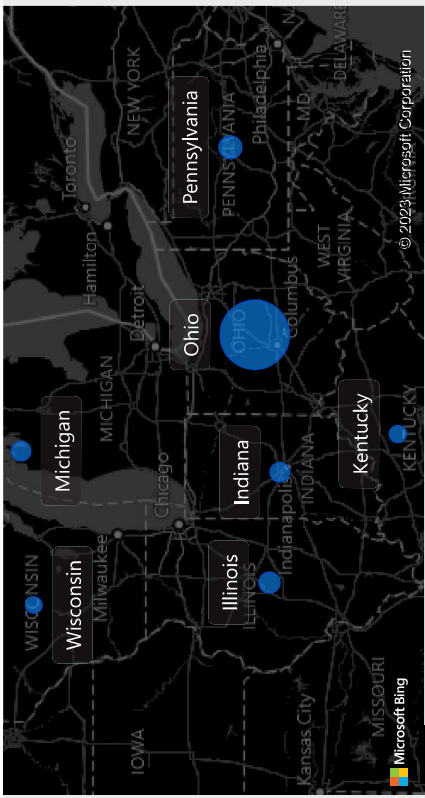 WISCONSIN
Wisconsin
Milwaukee
Michigan
MICHIGAN
Toronto
Hamilton
Detroit
NEW YORK
Pennsylvania
PENNSYLVANIA
Philadelphia
N
MD
DELAWARE
IOWA
Chicago
Illinois
ILLINOIS
Indiana
Indianapolis
INDIANA
Ohio
OHIO
Columbus
WEST
VIRGINIA
Kansas City
MISSOURI
Kentucky
KENTUCKY
Microsoft Bing
© 2023 Microsoft Corporation